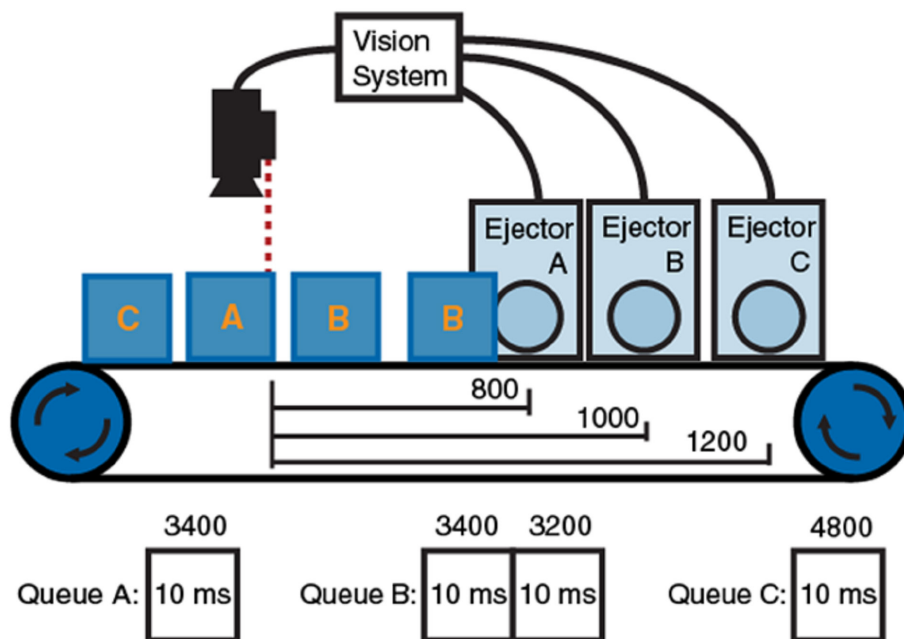 Vision
System
Ejector
A
Ejector
B
Ejector
C
C
A
B
B
800
1000
1200
3400
3400
3200
4800
Queue A:
10 ms
Queue B:
10 ms
10 ms
Queue C:
10 ms